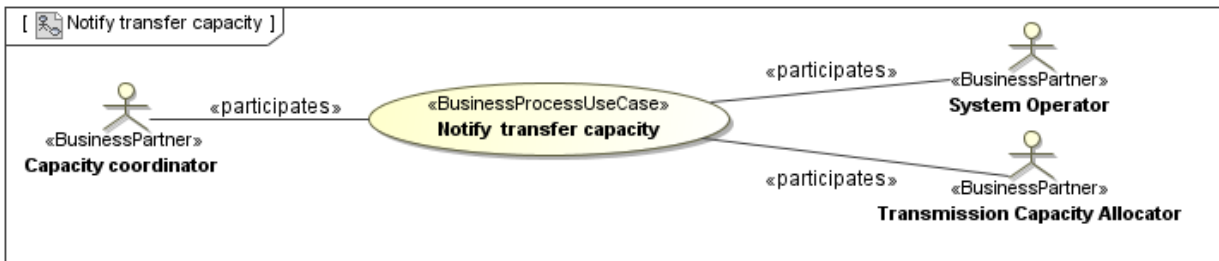 [ Notify transfer capacity ]
«participates»
«BusinessPartner»
Capacity coordinator
«BusinessProcessUseCase»
Notify transfer capacity
«participates»
«BusinessPartner»
System Operator
«participates»
«BusinessPartner»
Transmission Capacity Allocator